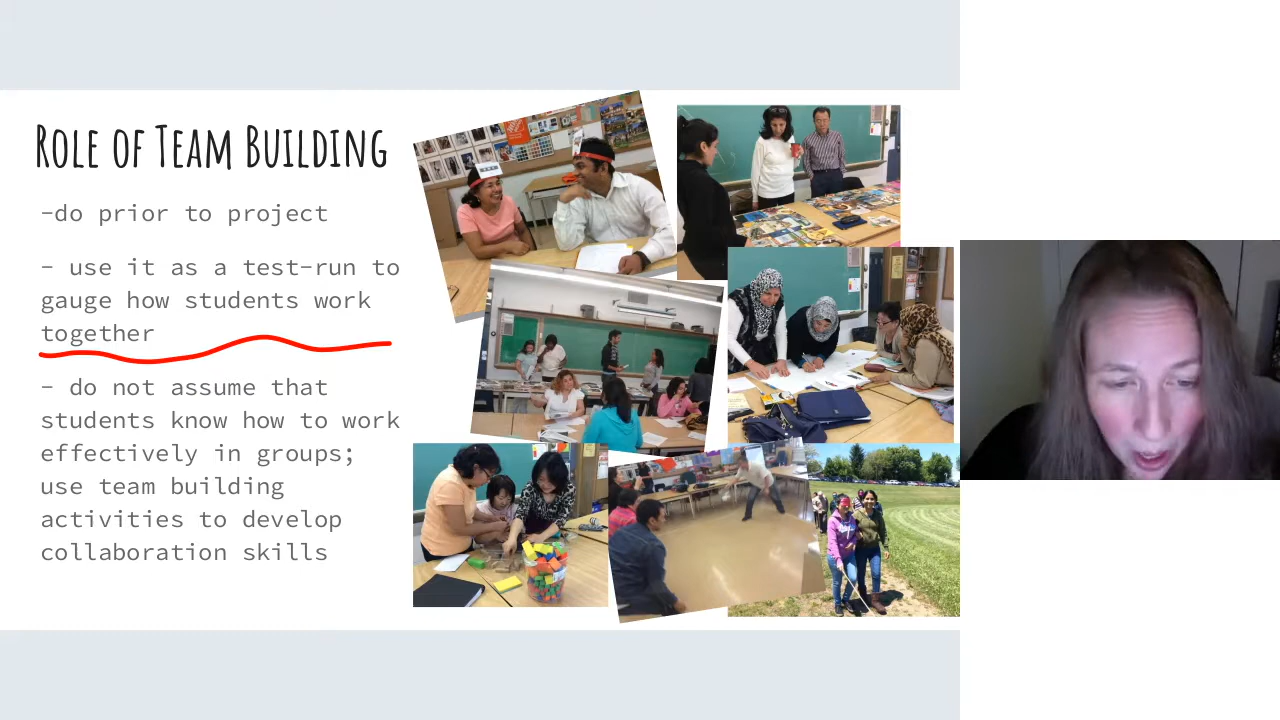 Role of Team Building
-do prior to project
- use it as a test-run to
gauge how students work
together
- do not assume that
students know how to work
effectively in groups;
use team building
activities to develop
collaboration skills